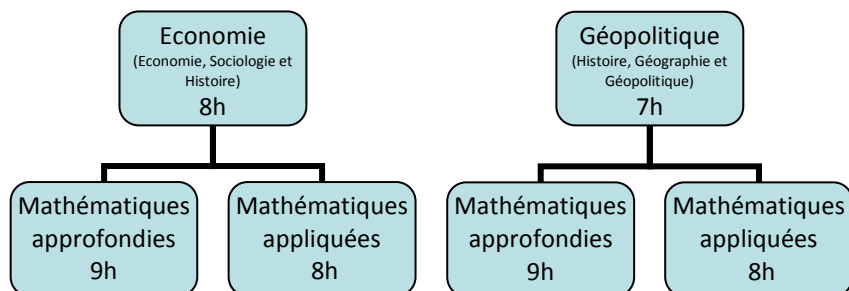 Economie
(Economie, Sociologie et
Histoire)
8h
Géopolitique
(Histoire, Géographie et
Géopolitique)
7h
Mathématiques
approfondies
9h
Mathématiques
appliquées
8h
Mathématiques
approfondies
9h
Mathématiques
appliquées
8h